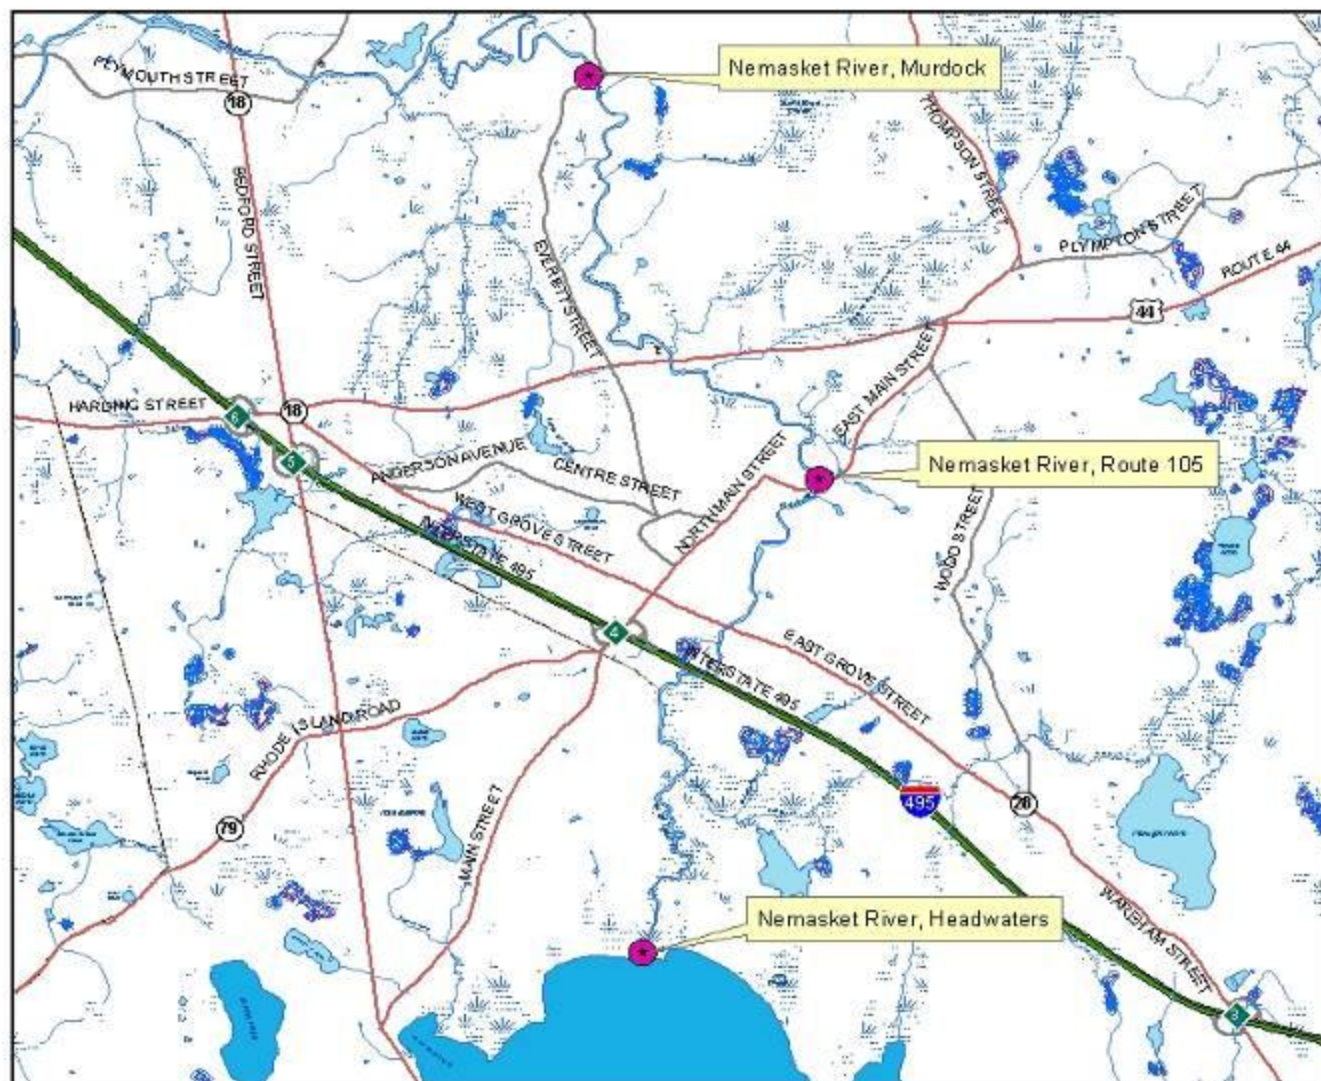 Nemasket River, Murdock
PLYMOUTH STREET
18
THOMPSON STREET
BEDFORD STREET
PLYMPTON STREET
EVERETT STREET
ROUTE 44
44
EAST MAIN STREET
HARDING STREET
6
18
5
ANDERSON AVENUE
CENTRE STREET
NORTH MAIN STREET
Nemasket River, Route 105
WEST GROVE STREET
INTERSTATE 495
WOOD STREET
4
INTERSTATE 495
EAST GROVE STREET
RHODE ISLAND ROAD
495
28
79
MAIN STREET
Nemasket River, Headwaters
WAREHAM STREET
3